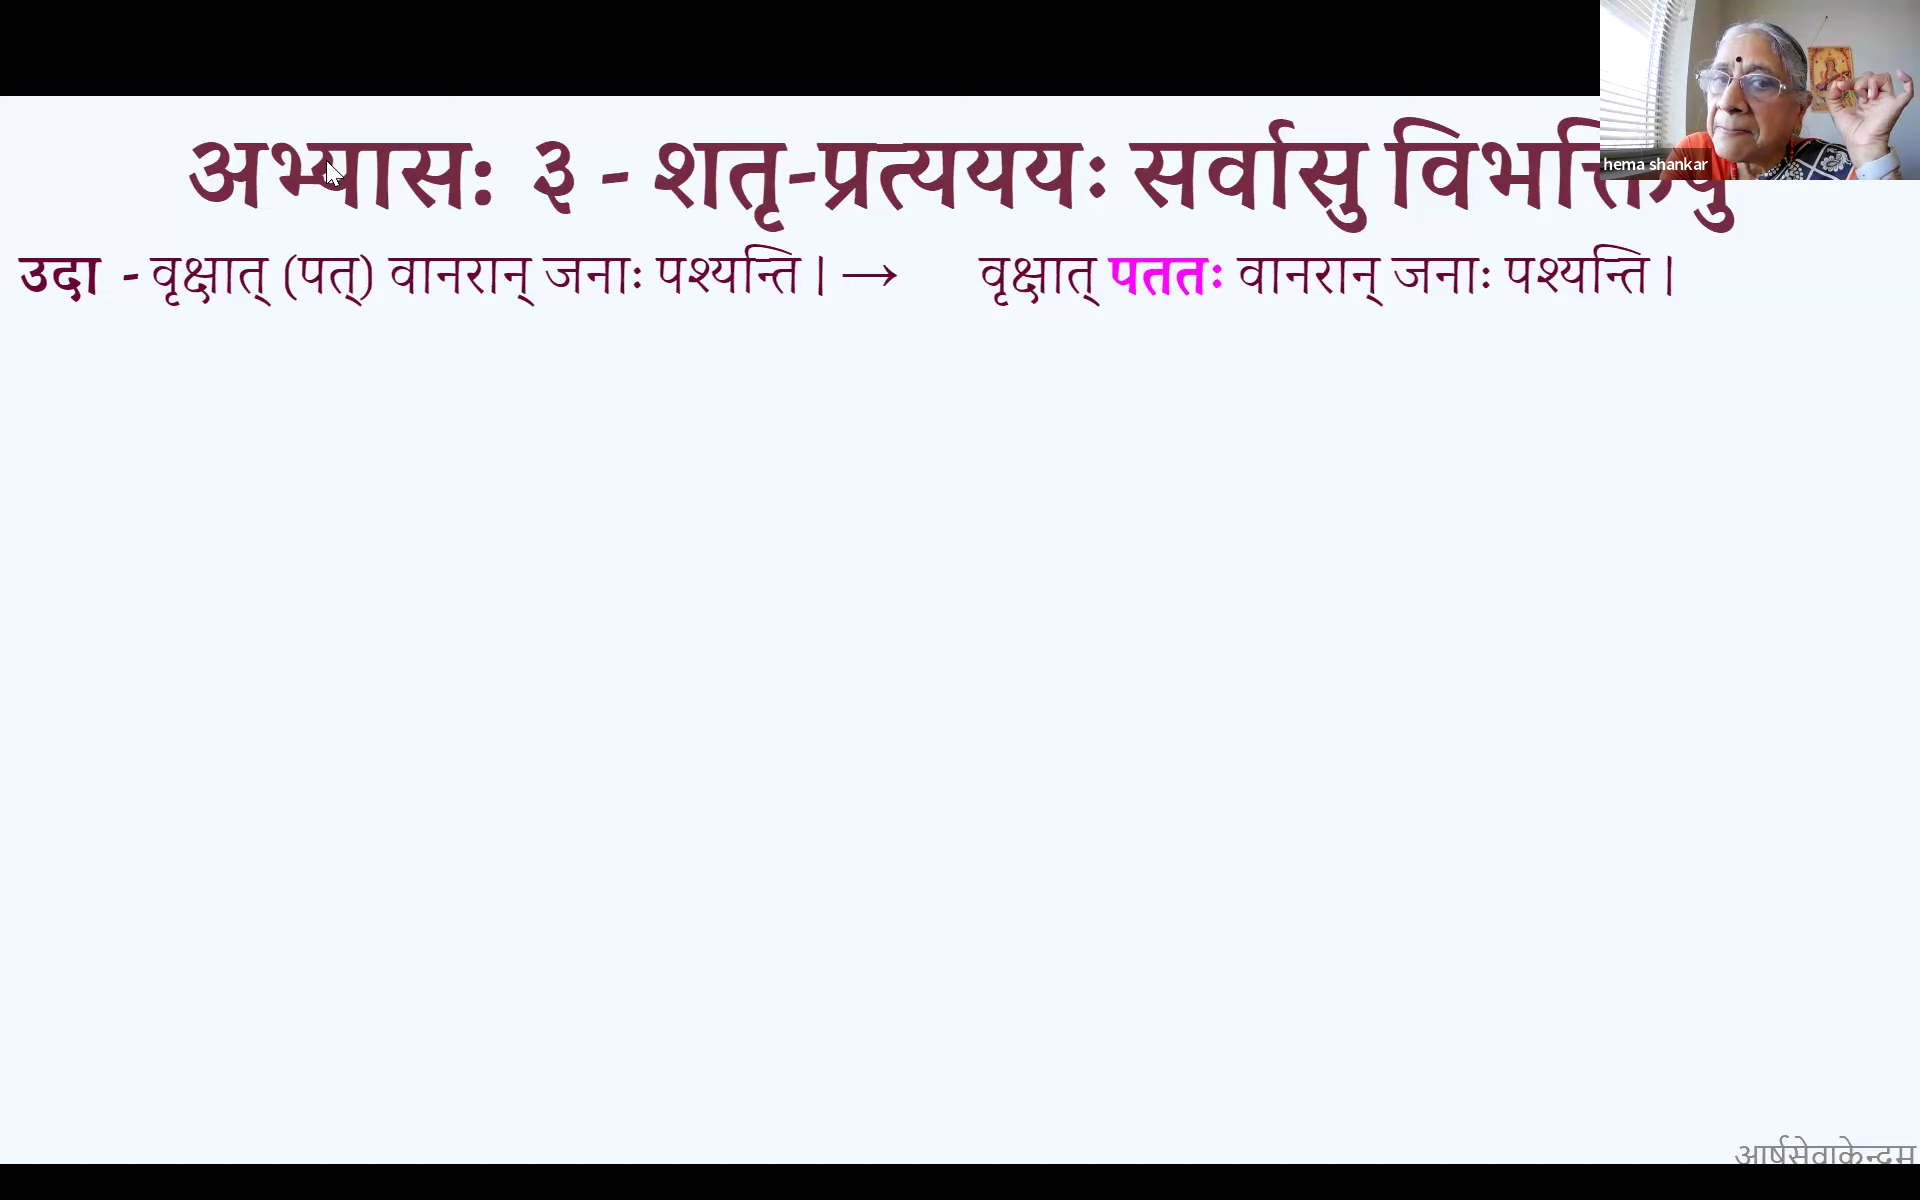 अभ्यास: ३ - शतृ-प्रत्यययः सर्वासु विभक्तिषु
hema shankar
उदा - वृक्षात् (पत्) वानरान् जनाः पश्यन्ति। → वृक्षात् पततः वानरान् जनाः पश्यन्ति।
आर्षसेवाकेन्द्रम